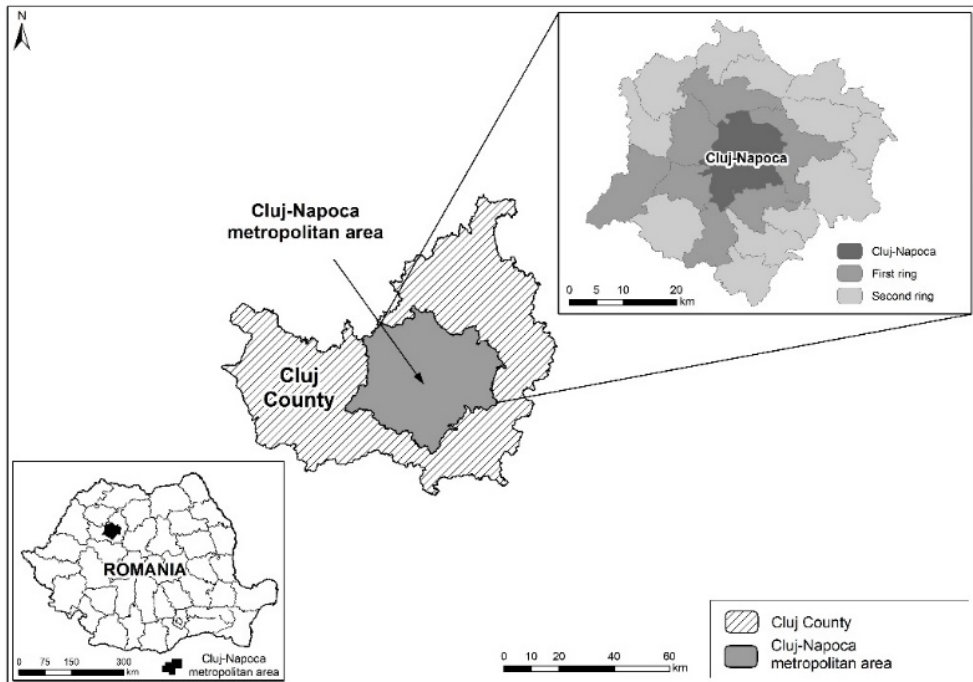 N
Cluj-Napoca
Cluj-Napoca
First ring
Second ring
0 5 10 20
km
Cluj-Napoca
metropolitan area
Cluj
County
ROMANIA
0 75 150 300
km
Cluj-Napoca
metropolitan area
0 10 20 40 60
km
Cluj County
Cluj-Napoca
metropolitan area